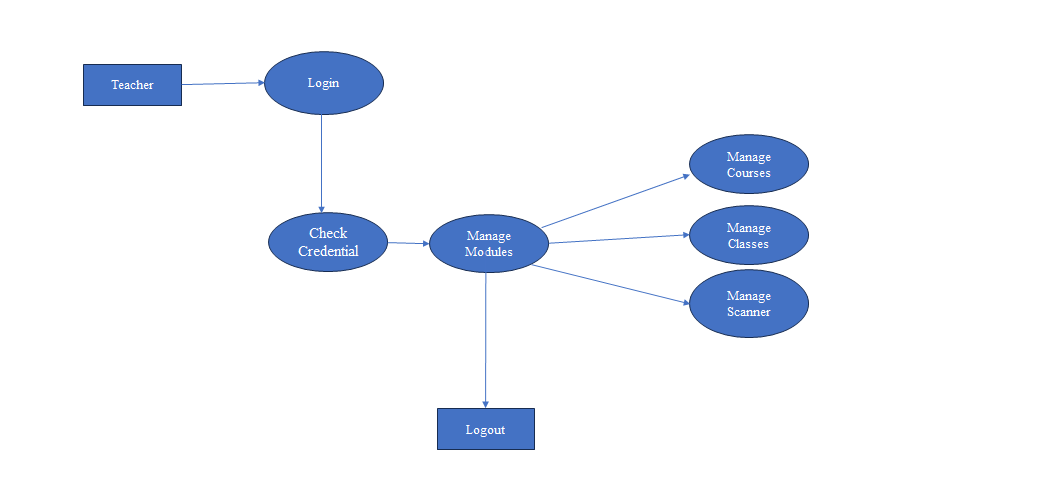 Teacher
Login
Check
Credential
Manage
Modules
Manage
Courses
Manage
Classes
Manage
Scanner
Logout